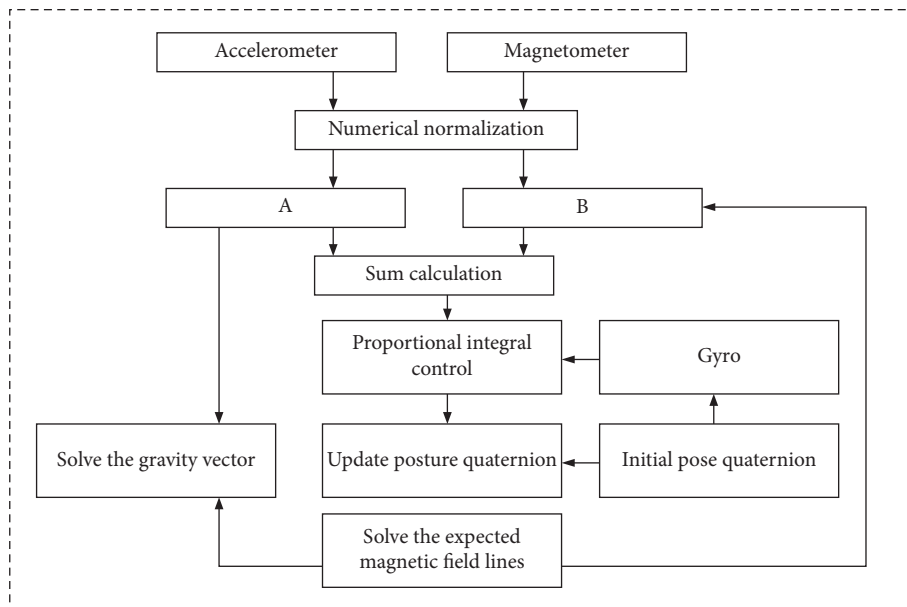 Accelerometer
Magnetometer
Numerical normalization
A
B
Sum calculation
Proportional integral
control
Gyro
Solve the gravity vector
Update posture quaternion
Initial pose quaternion
Solve the expected
magnetic field lines